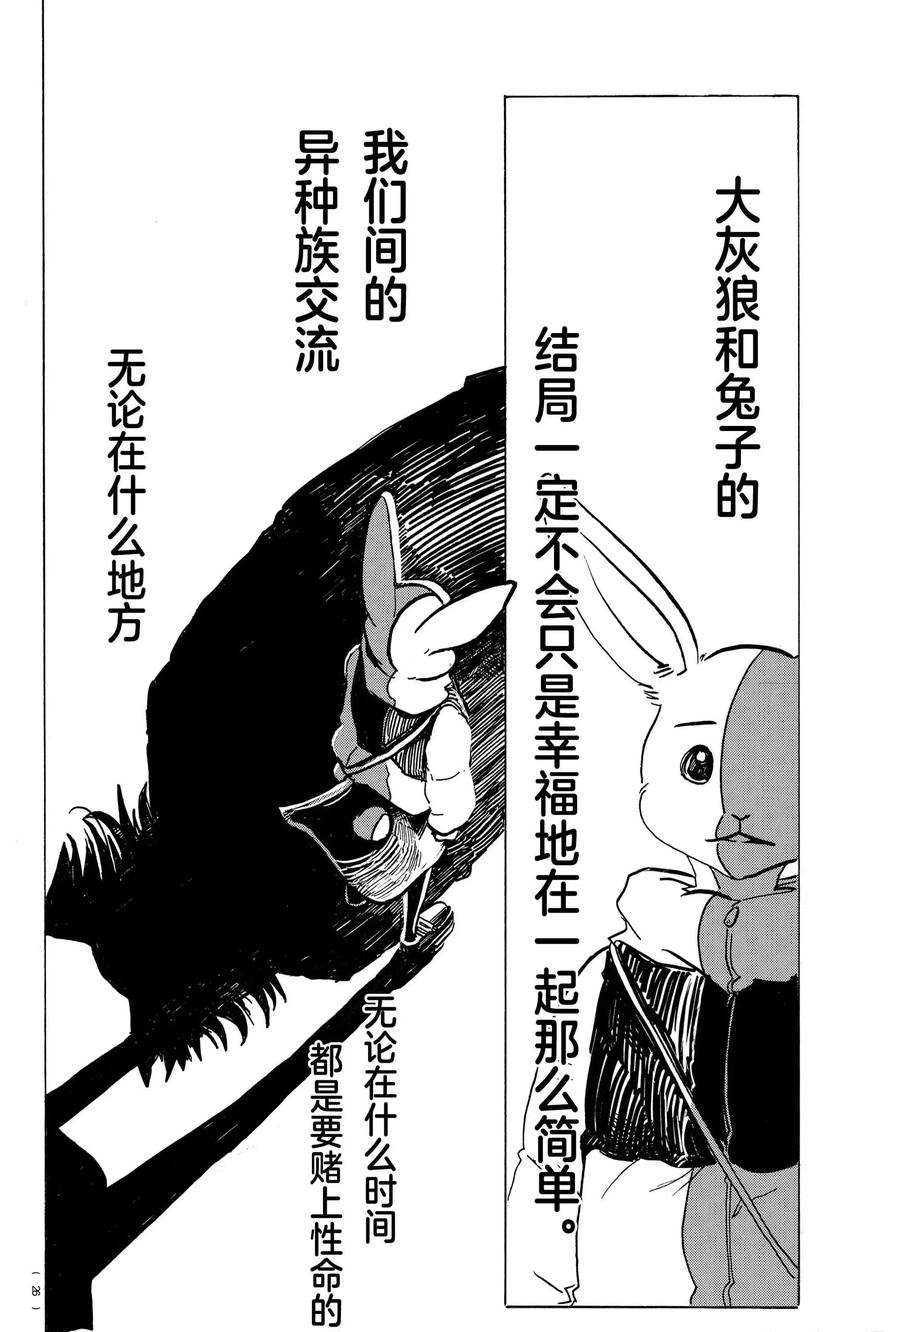 大灰狼和兔子的
结局一定不会只是幸福地在一起那么简单。
我们间的
异种族交流
无论在什么地方
无论在什么时间
都是要赌上性命的
( 26 )